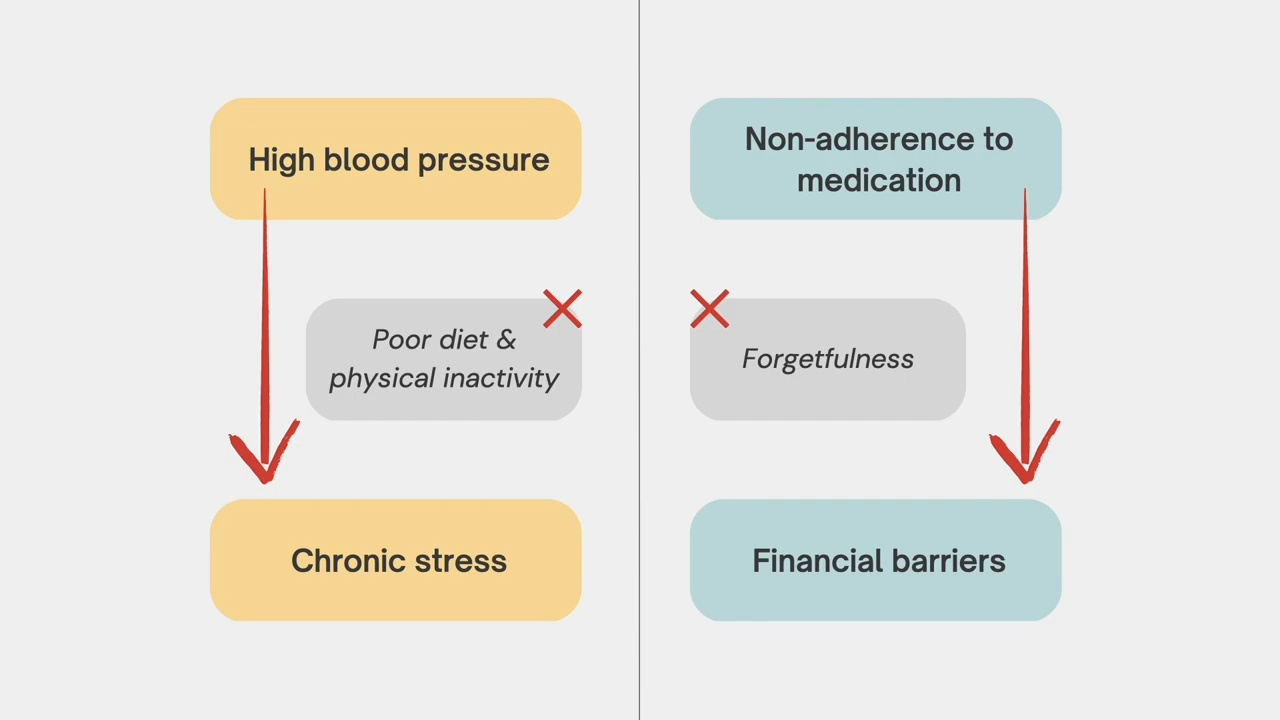 High blood pressure
Poor diet &
physical inactivity
Chronic stress
Non-adherence to
medication
Forgetfulness
Financial barriers